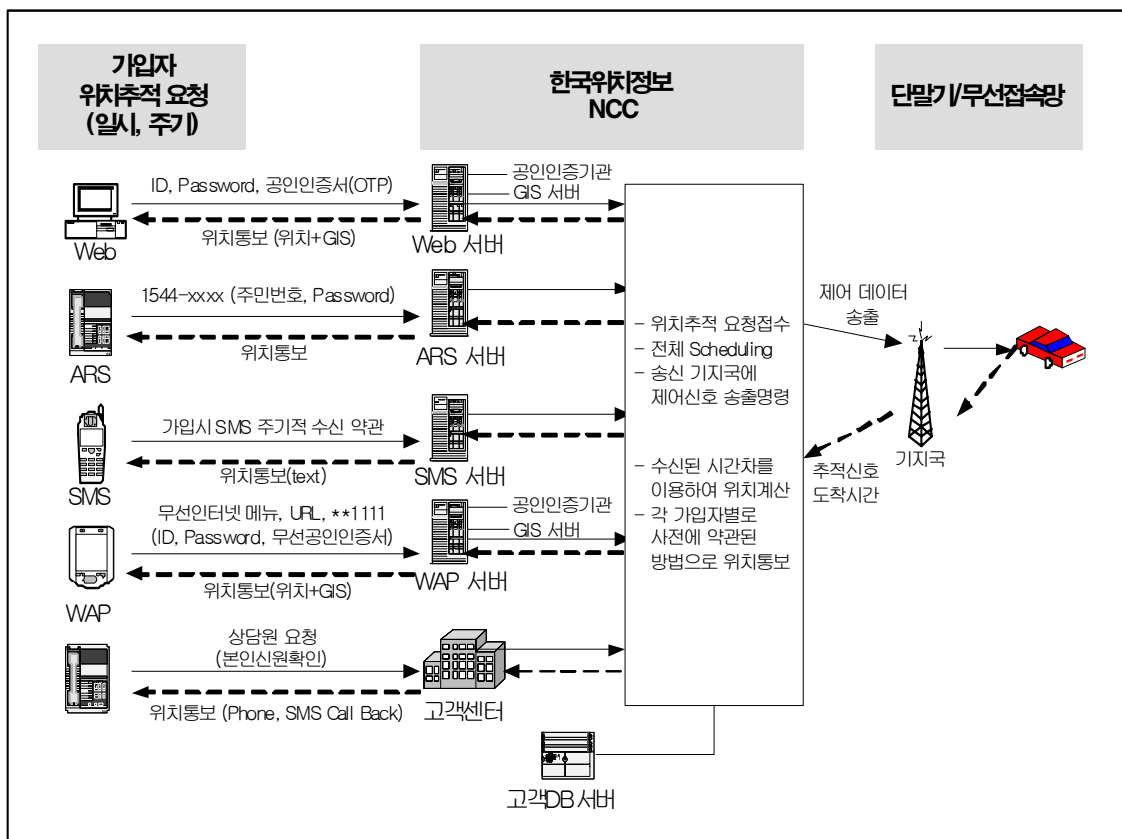 가입자
위치추적 요청
(일시, 주기)
한국위치정보
NCC
단말기/무선접속망
ID, Password, 공인인증서(OTP)
위치통보 (위치+GIS)
Web
공인인증기관
GIS 서버
Web 서버
1544-xxxx (주민번호, Password)
위치통보
ARS
ARS 서버
가입시 SMS 주기적 수신 약관
위치통보(text)
SMS
SMS 서버
무선인터넷 메뉴, URL, **1111
(ID, Password, 무선공인인증서)
위치통보(위치+GIS)
WAP
공인인증기관
GIS 서버
WAP 서버
상담원 요청
(본인신원확인)
위치통보 (Phone, SMS Call Back)
고객센터
- 위치추적 요청접수
- 전체 Scheduling
- 송신 기지국에
제어신호 송출명령
- 수신된 시간차를
이용하여 위치계산
- 각 가입자별로
사전에 약관된
방법으로 위치통보
제어 데이터
송출
기지국
추적신호
도착시간
고객DB 서버